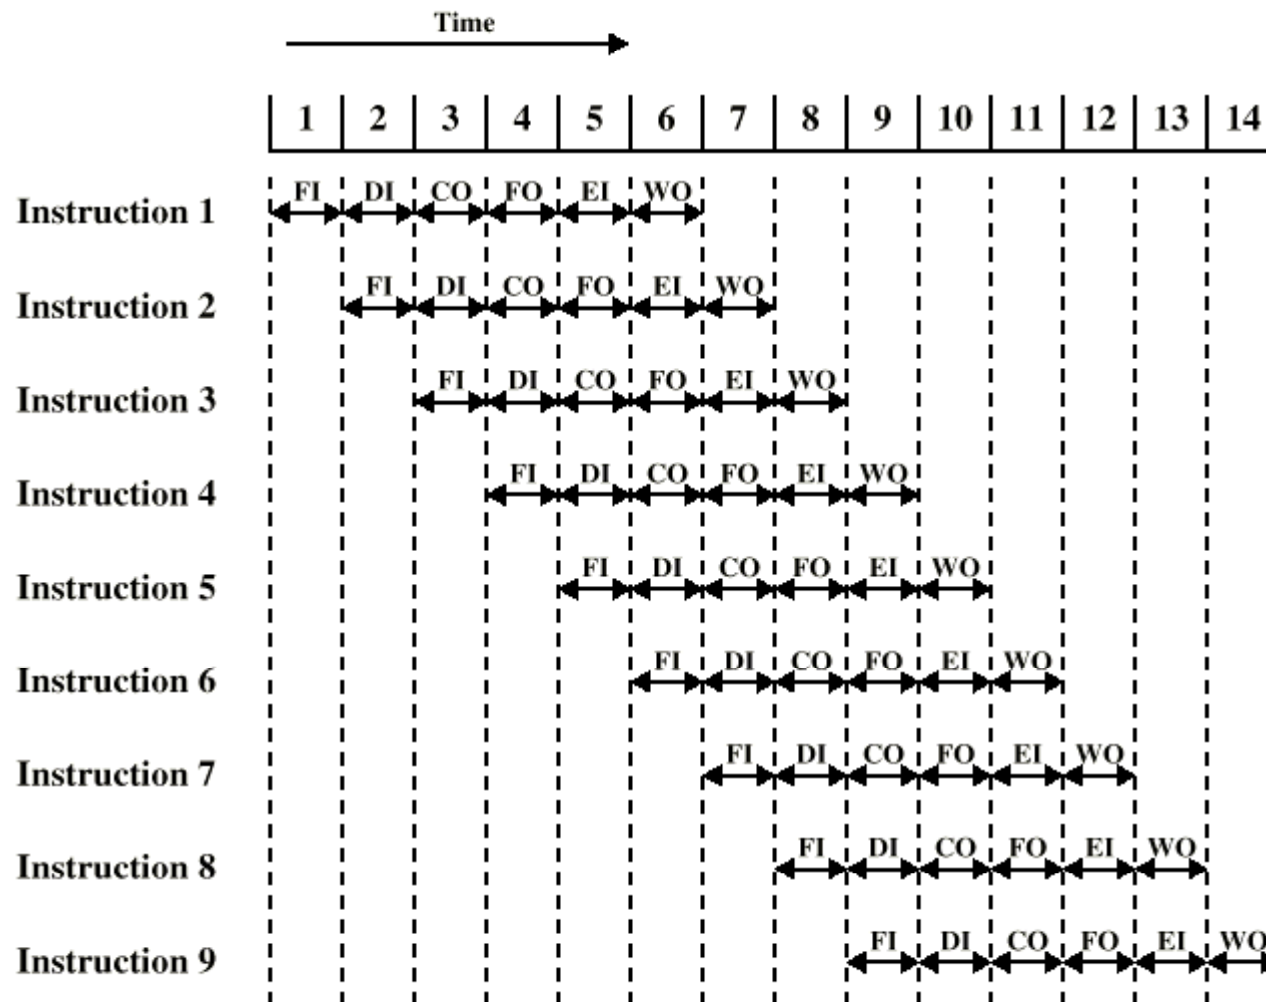 Time
1 2 3 4 5 6 7 8 9 10 11 12 13 14
Instruction 1 FI DI CO FO EI WO
Instruction 2 FI DI CO FO EI WO
Instruction 3 FI DI CO FO EI WO
Instruction 4 FI DI CO FO EI WO
Instruction 5 FI DI CO FO EI WO
Instruction 6 FI DI CO FO EI WO
Instruction 7 FI DI CO FO EI WO
Instruction 8 FI DI CO FO EI WO
Instruction 9 FI DI CO FO EI WO